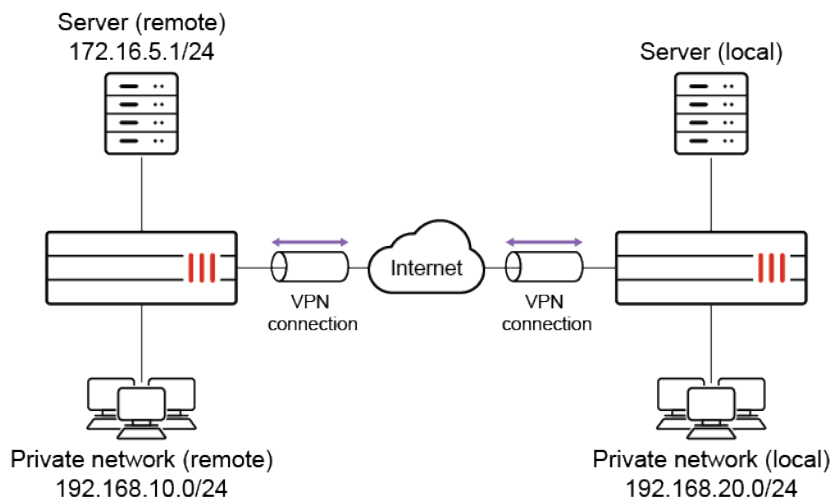 Server (remote)
172.16.5.1/24
Server (local)
Internet
VPN
connection
VPN
connection
Private network (remote)
192.168.10.0/24
Private network (local)
192.168.20.0/24